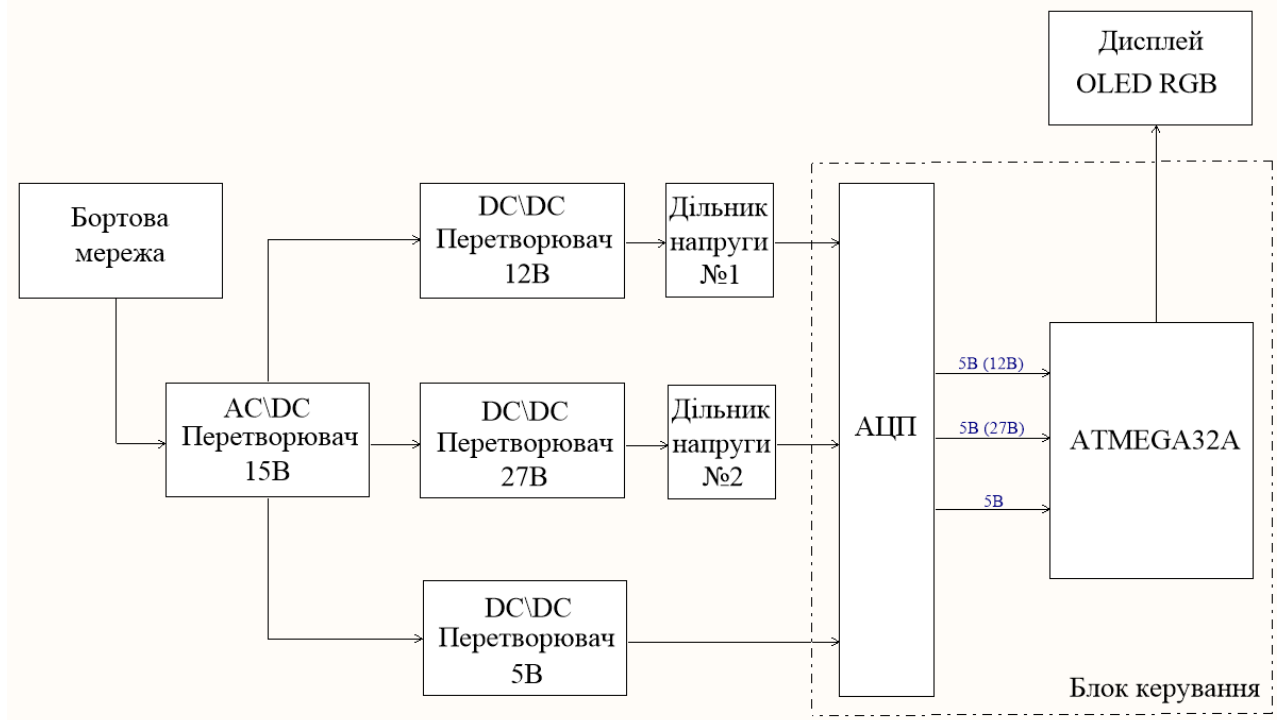 Дисплей
OLED RGB
Бортова
мережа
DC\DC
Перетворювач
12В
Дільник
напруги
№1
AC\DC
Перетворювач
15В
DC\DC
Перетворювач
27В
Дільник
напруги
№2
DC\DC
Перетворювач
5В
АЦП
5В (12В)
5В (27В)
5В
ATMEGA32A
Блок керування